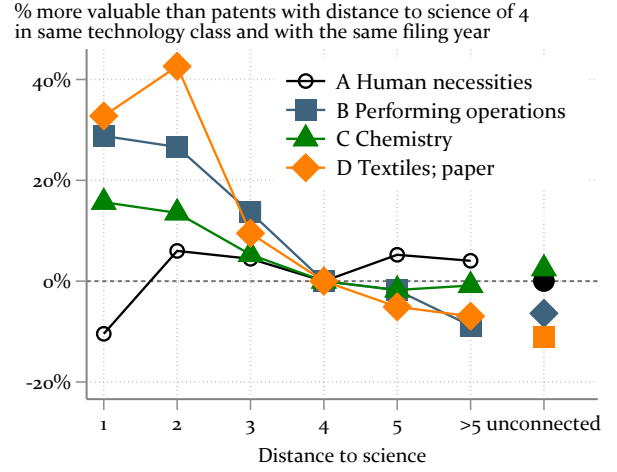 % more valuable than patents with distance to science of 4
in same technology class and with the same filing year
40%
20%
0%
-20%
A Human necessities
B Performing operations
C Chemistry
D Textiles; paper
1 2 3 4 5 >5 unconnected
Distance to science